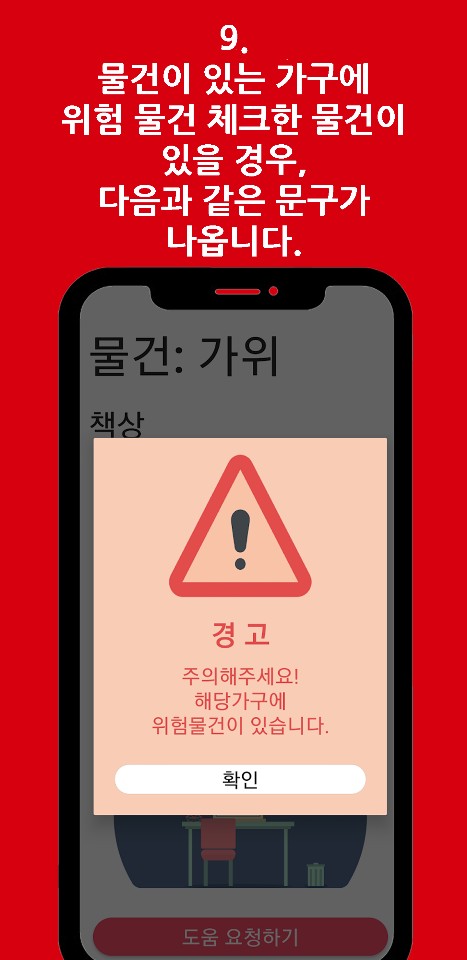 9.
물건이 있는 가구에
위험 물건 체크한 물건이
있을 경우,
다음과 같은 문구가
나옵니다.
물건: 가위
책상
경 고
주의해주세요!
해당가구에
위험물건이 있습니다.
확인
도움 요청하기